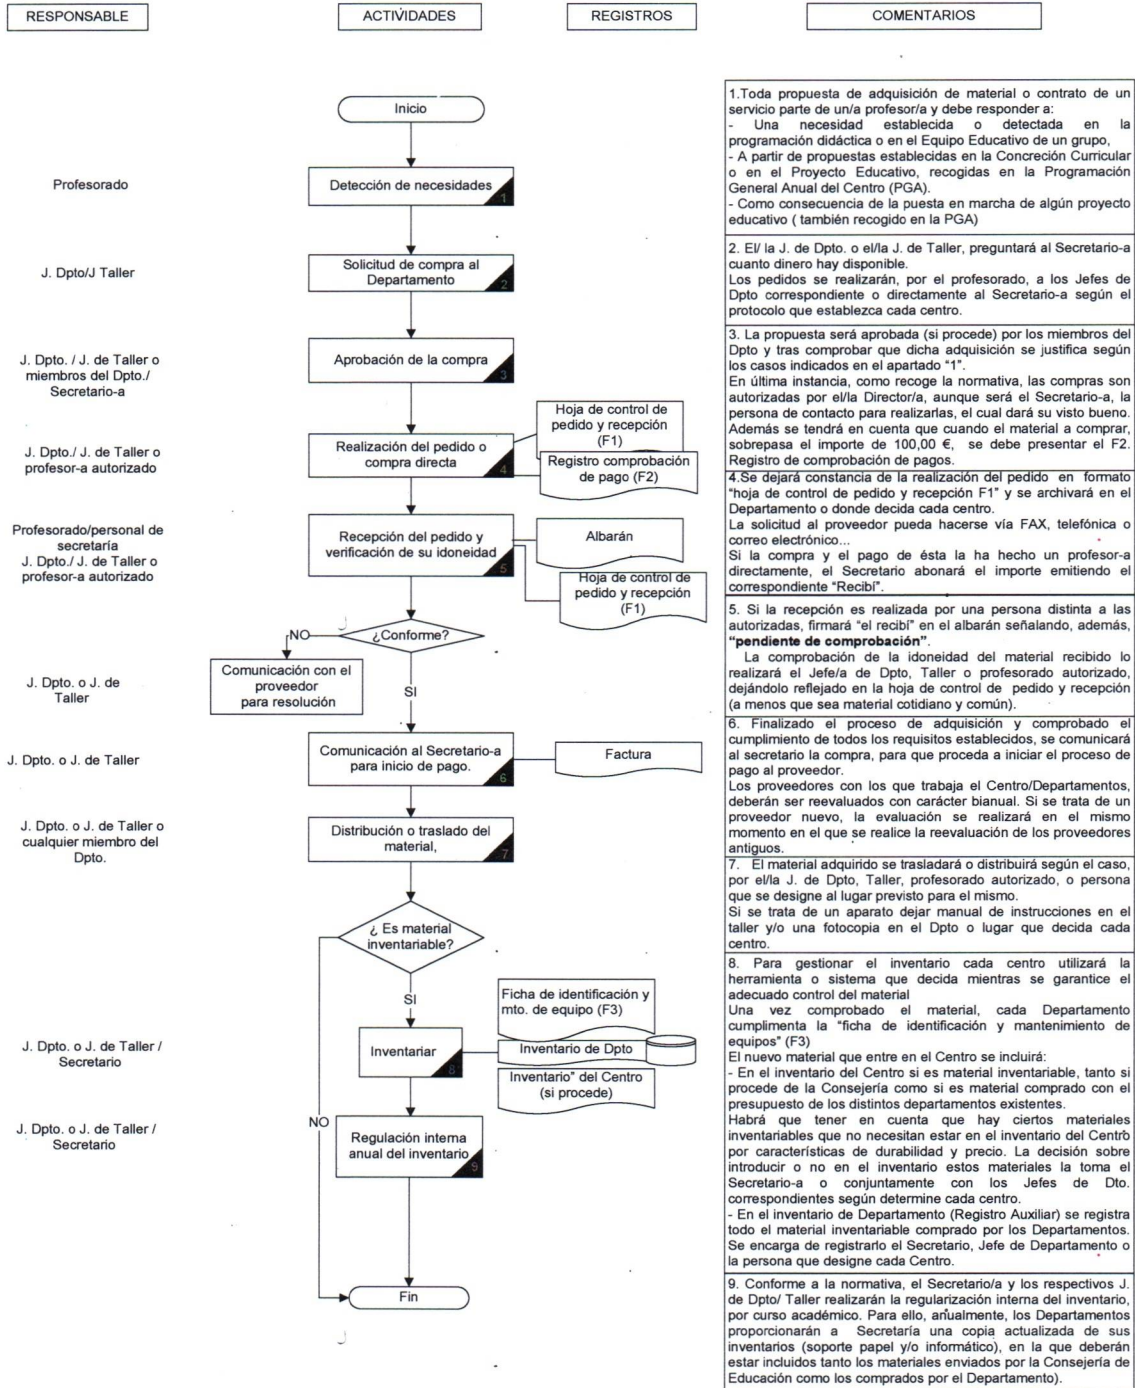 RESPONSABLE
ACTIVIDADES
REGISTROS
COMENTARIOS
Inicio
Profesorado
Detección de necesidades
1
J. Dpto/J Taller
Solicitud de compra al
Departamento
2
J. Dpto. / J. de Taller o
miembros del Dpto./
Secretario-a
Aprobación de la compra
3
J. Dpto./ J. de Taller o
profesor-a autorizado
Realización del pedido o
compra directa
4
Hoja de control de
pedido y recepción
(F1)
Registro comprobación
de pago (F2)
Profesorado/personal de
secretaría
J. Dpto./ J. de Taller o
profesor-a autorizado
Recepción del pedido y
verificación de su idoneidad
5
Albarán
Hoja de control de
pedido y recepción
(F1)
¿Conforme?
NO
Comunicación con el
proveedor
para resolución
SI
J. Dpto. o J. de
Taller
J. Dpto. o J. de Taller
Comunicación al Secretario-a
para inicio de pago.
6
Factura
J. Dpto. o J. de Taller o
cualquier miembro del
Dpto.
Distribución o traslado del
material,
7
¿ Es material
inventariable?
SI
NO
J. Dpto. o J. de Taller /
Secretario
Inventariar
8
Ficha de identificación y
mto. de equipo (F3)
Inventario de Dpto
Inventario" del Centro
(si procede)
J. Dpto. o J. de Taller /
Secretario
Regulación interna
anual del inventario
9
Fin
1.Toda propuesta de adquisición de material o contrato de un
servicio parte de un/a profesor/a y debe responder a:
- Una necesidad establecida o detectada en la
programación didáctica o en el Equipo Educativo de un grupo,
- A partir de propuestas establecidas en la Concreción Curricular
o en el Proyecto Educativo, recogidas en la Programación
General Anual del Centro (PGA).
- Como consecuencia de la puesta en marcha de algún proyecto
educativo ( también recogido en la PGA)
2. El/ la J. de Dpto. o el/la J. de Taller, preguntará al Secretario-a
cuanto dinero hay disponible.
Los pedidos se realizarán, por el profesorado, a los Jefes de
Dpto correspondiente o directamente al Secretario-a según el
protocolo que establezca cada centro.
3. La propuesta será aprobada (si procede) por los miembros del
Dpto y tras comprobar que dicha adquisición se justifica según
los casos indicados en el apartado "1".
En última instancia, como recoge la normativa, las compras son
autorizadas por el/la Director/a, aunque será el Secretario-a, la
persona de contacto para realizarlas, el cual dará su visto bueno.
Además se tendrá en cuenta que cuando el material a comprar,
sobrepasa el importe de 100,00 €, se debe presentar el F2.
Registro de comprobación de pagos.
4.Se dejará constancia de la realización del pedido en formato
"hoja de control de pedido y recepción F1" y se archivará en el
Departamento o donde decida cada centro.
La solicitud al proveedor pueda hacerse vía FAX, telefónica o
correo electrónico...
Si la compra y el pago de ésta la ha hecho un profesor-a
directamente, el Secretario abonará el importe emitiendo el
correspondiente "Recibí".
5. Si la recepción es realizada por una persona distinta a las
autorizadas, firmará "el recibí" en el albarán señalando, además,
"pendiente de comprobación".
La comprobación de la idoneidad del material recibido lo
realizará el Jefe/a de Dpto, Taller o profesorado autorizado,
dejándolo reflejado en la hoja de control de pedido y recepción
(a menos que sea material cotidiano y común).
6. Finalizado el proceso de adquisición y comprobado el
cumplimiento de todos los requisitos establecidos, se comunicará
al secretario la compra, para que proceda a iniciar el proceso de
pago al proveedor.
Los proveedores con los que trabaja el Centro/Departamentos,
deberán ser reevaluados con carácter bianual. Si se trata de un
proveedor nuevo, la evaluación se realizará en el mismo
momento en el que se realice la reevaluación de los proveedores
antiguos.
7. El material adquirido se trasladará o distribuirá según el caso,
por el/la J. de Dpto, Taller, profesorado autorizado, o persona
que se designe al lugar previsto para el mismo.
Si se trata de un aparato dejar manual de instrucciones en el
taller y/o una fotocopia en el Dpto o lugar que decida cada
centro.
8. Para gestionar el inventario cada centro utilizará la
herramienta o sistema que decida mientras se garantice el
adecuado control del material
Una vez comprobado el material, cada Departamento
cumplimenta la "ficha de identificación y mantenimiento de
equipos" (F3)
El nuevo material que entre en el Centro se incluirá:
- En el inventario del Centro si es material inventariable, tanto si
procede de la Consejería como si es material comprado con el
presupuesto de los distintos departamentos existentes.
Habrá que tener en cuenta que hay ciertos materiales
inventariables que no necesitan estar en el inventario del Centro
por características de durabilidad y precio. La decisión sobre
introducir o no en el inventario estos materiales la toma el
Secretario-a o conjuntamente con los Jefes de Dto.
correspondientes según determine cada centro.
- En el inventario de Departamento (Registro Auxiliar) se registra
todo el material inventariable comprado por los Departamentos.
Se encarga de registrarlo el Secretario, Jefe de Departamento o
la persona que designe cada Centro.
9. Conforme a la normativa, el Secretario/a y los respectivos J.
de Dpto/ Taller realizarán la regularización interna del inventario,
por curso académico. Para ello, anualmente, los Departamentos
proporcionarán a Secretaría una copia actualizada de sus
inventarios (soporte papel y/o informático), en la que deberán
estar incluidos tanto los materiales enviados por la Consejería de
Educación como los comprados por el Departamento).